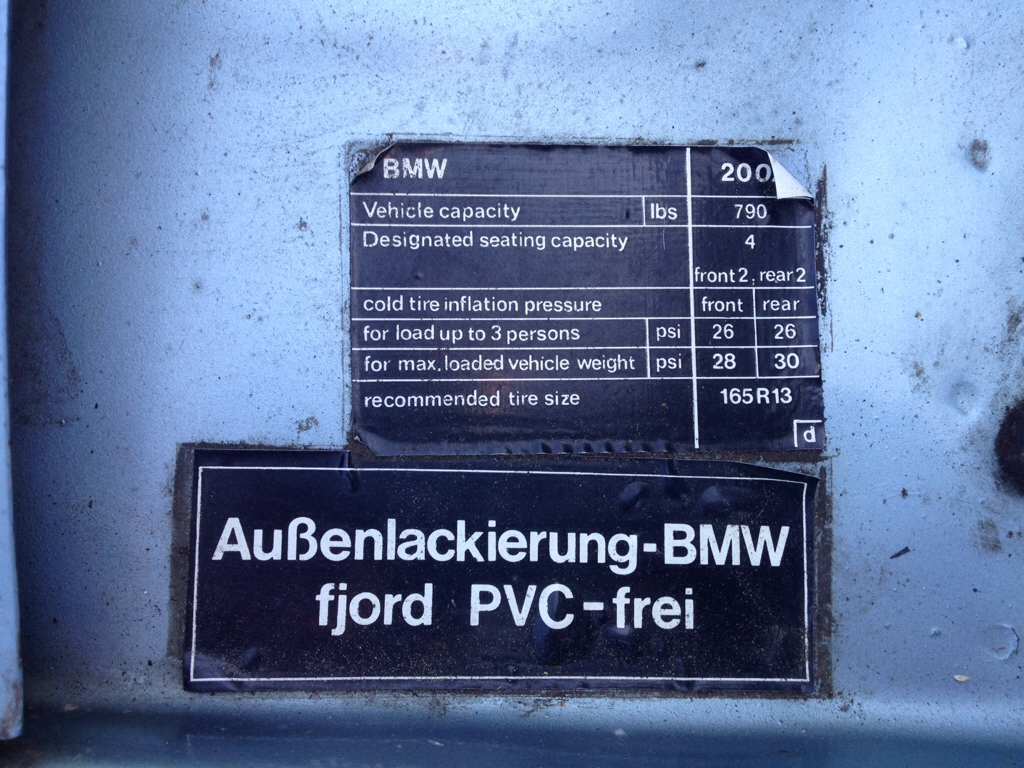 BMW 200
Vehicle capacity lbs 790
Designated seating capacity 4
front 2, rear 2
cold tire inflation pressure front rear
for load up to 3 persons psi 26 26
for max. loaded vehicle weight psi 28 30
recommended tire size 165 R 13
d
Außenlackierung-BMW
fjord PVC-frei